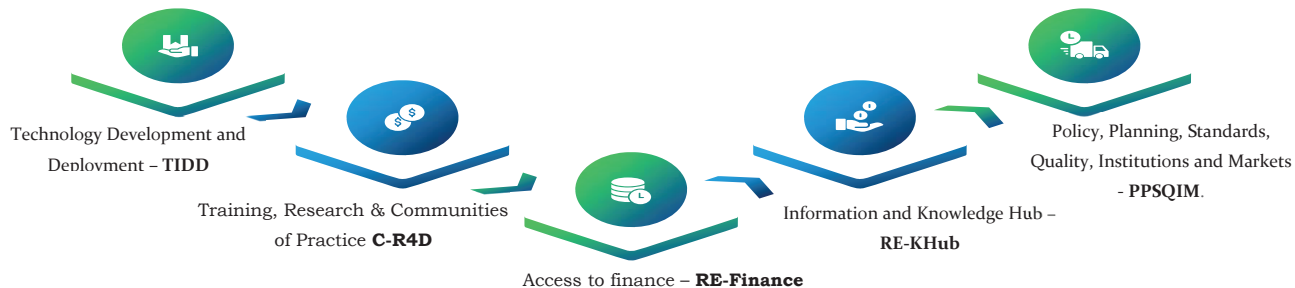 Technology Development and
Deplovment – TIDD
Training, Research & Communities
of Practice C-R4D
Access to finance – RE-Finance
Information and Knowledge Hub –
RE-KHub
Policy, Planning, Standards,
Quality, Institutions and Markets
- PPSQIM.